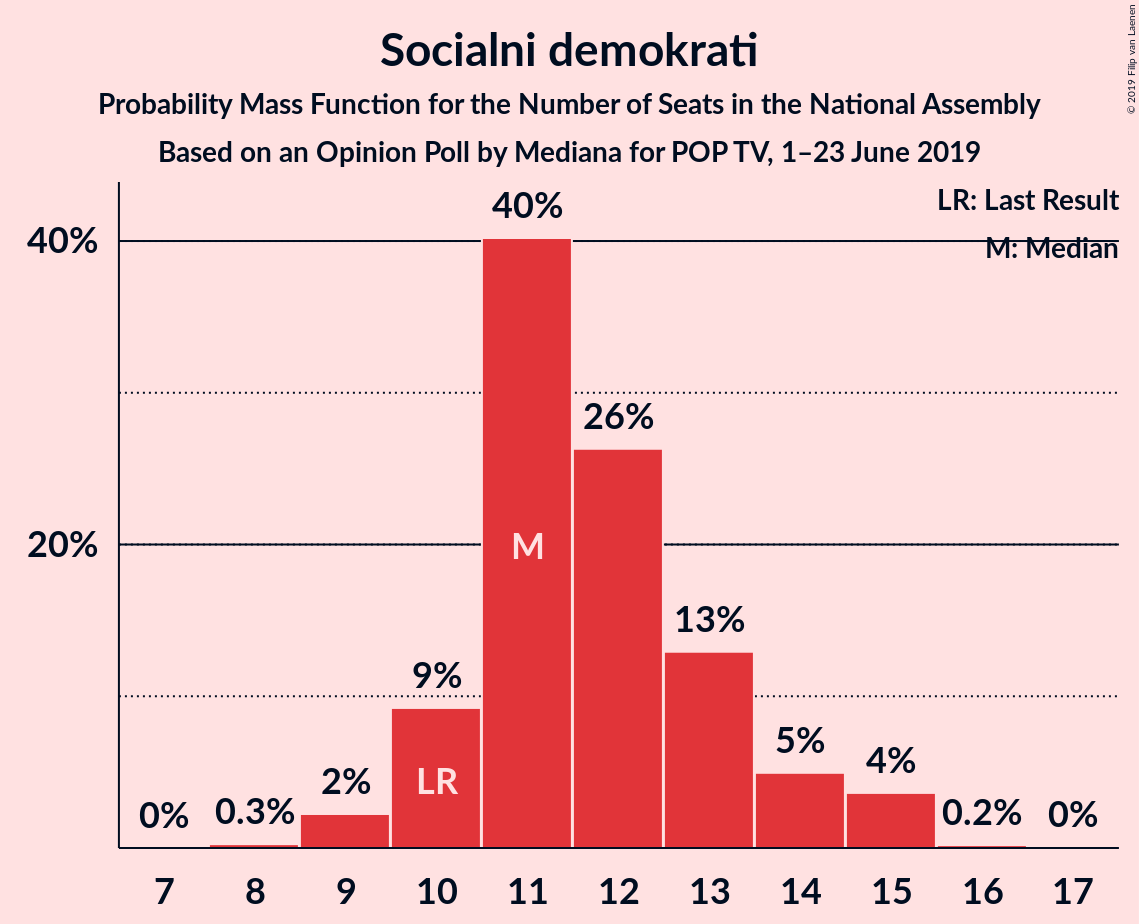 Socialni demokrati
Probability Mass Function for the Number of Seats in the National Assembly
Based on an Opinion Poll by Mediana for POP TV, 1–23 June 2019
© 2019 Filip van Laenen
LR: Last Result
M: Median
40%
20%
0%
0.3%
2%
9%
40%
26%
13%
5%
4%
0.2%
0%
LR
M
7 8 9 10 11 12 13 14 15 16 17